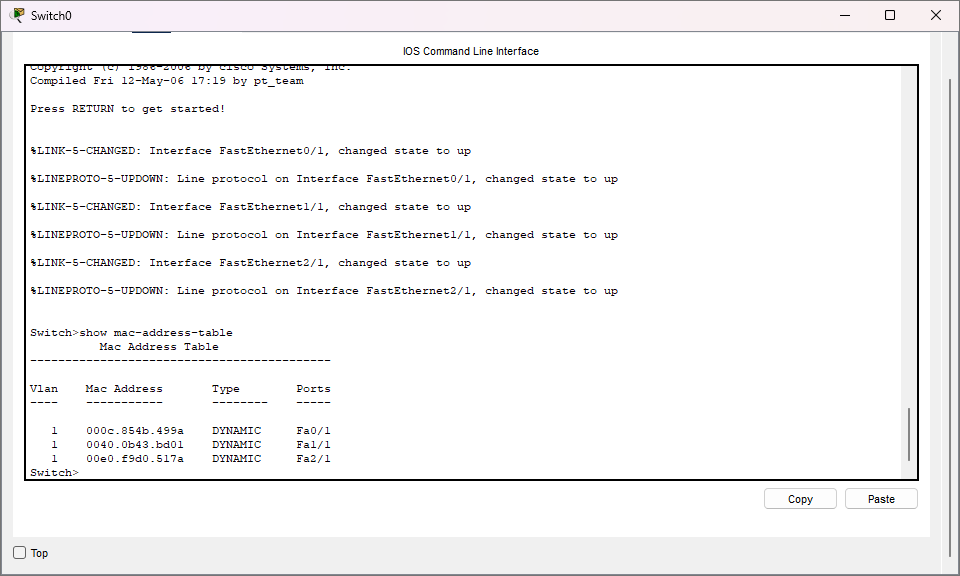 Switch0
IOS Command Line Interface
Copyright (c) 1986-2006 by Cisco Systems, Inc.
Compiled Fri 12-May-06 17:19 by pt_team
Press RETURN to get started!
%LINK-5-CHANGED: Interface FastEthernet0/1, changed state to up
%LINEPROTO-5-UPDOWN: Line protocol on Interface FastEthernet0/1, changed state to up
%LINK-5-CHANGED: Interface FastEthernet1/1, changed state to up
%LINEPROTO-5-UPDOWN: Line protocol on Interface FastEthernet1/1, changed state to up
%LINK-5-CHANGED: Interface FastEthernet2/1, changed state to up
%LINEPROTO-5-UPDOWN: Line protocol on Interface FastEthernet2/1, changed state to up
Switch>show mac-address-table
Mac Address Table
-------------------------------------------
Vlan    Mac Address       Type        Ports
----    -----------       --------    -----
1    000c.854b.499a    DYNAMIC     Fa0/1
1    0040.0b43.bd01    DYNAMIC     Fa1/1
1    00e0.f9d0.517a    DYNAMIC     Fa2/1
Switch>
Copy Paste
Top